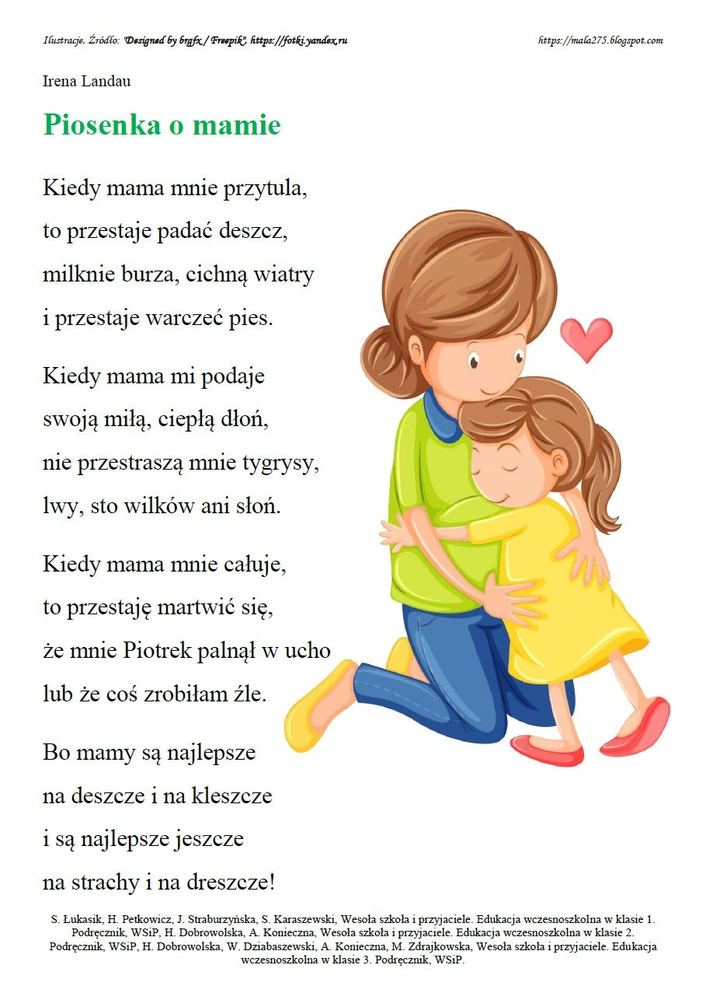 Ilustracje, Źródło: "Designed by brgfx / Freepik", https://fotki.yandex.ru
https://mala275.blogspot.com
Irena Landau
Piosenka o mamie
Kiedy mama mnie przytula,
to przestaje padać deszcz,
milknie burza, cichną wiatry
i przestaje warczeć pies.
Kiedy mama mi podaje
swoją miłą, ciepłą dłoń,
nie przestraszą mnie tygrysy,
lwy, sto wilków ani słoń.
Kiedy mama mnie całuje,
to przestaję martwić się,
że mnie Piotrek palnął w ucho
lub że coś zrobiłam źle.
Bo mamy są najlepsze
na deszcze i na kleszcze
i są najlepsze jeszcze
na strachy i na dreszcze!
S. Łukasik, H. Petkowicz, J. Straburzyńska, S. Karaszewski, Wesoła szkoła i przyjaciele. Edukacja wczesnoszkolna w klasie 1.
Podręcznik, WSiP, H. Dobrowolska, A. Konieczna, Wesoła szkoła i przyjaciele. Edukacja wczesnoszkolna w klasie 2.
Podręcznik, WSiP, H. Dobrowolska, W. Dziabaszewski, A. Konieczna, M. Zdrajkowska, Wesoła szkoła i przyjaciele. Edukacja
wczesnoszkolna w klasie 3. Podręcznik, WSiP.